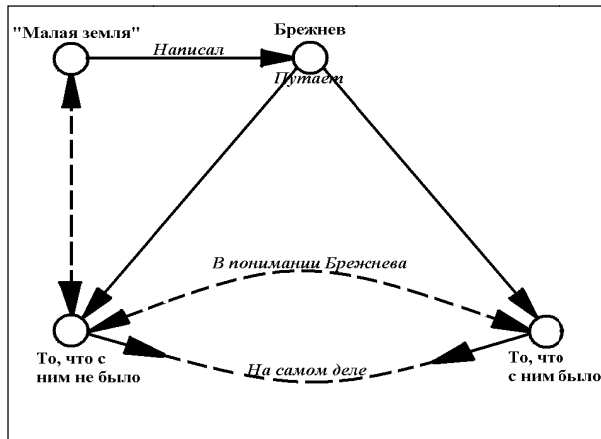 "Малая земля"
Брежнев
Написал
Путает
В понимании Брежнева
То, что с
ним не было
На самом деле
То, что
с ним было